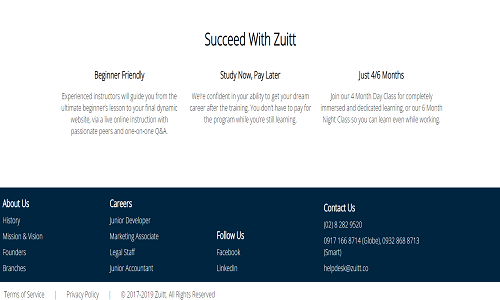 Succeed With Zuitt
Beginner Friendly
Experienced instructors will guide you from the
ultimate beginner's lesson to your final dynamic
website, via a live online instruction with
passionate peers and one-on-one Q&A.
Study Now, Pay Later
We're confident in your ability to get your dream
career after the training. You don't have to pay for
the program while you're still learning.
Just 4/6 Months
Join our 4 Month Day Class for completely
immersed and dedicated learning, or our 6 Month
Night Class so you can learn even while working.
About Us
History
Mission & Vision
Founders
Branches
Careers
Junior Developer
Marketing Associate
Legal Staff
Junior Accountant
Follow Us
Facebook
LinkedIn
Contact Us
(02) 8 282 9520
0917 166 8714 (Globe), 0932 868 8713
(Smart)
helpdesk@zuitt.co
Terms of Service | Privacy Policy | © 2017-2019 Zuitt. All Rights Reserved